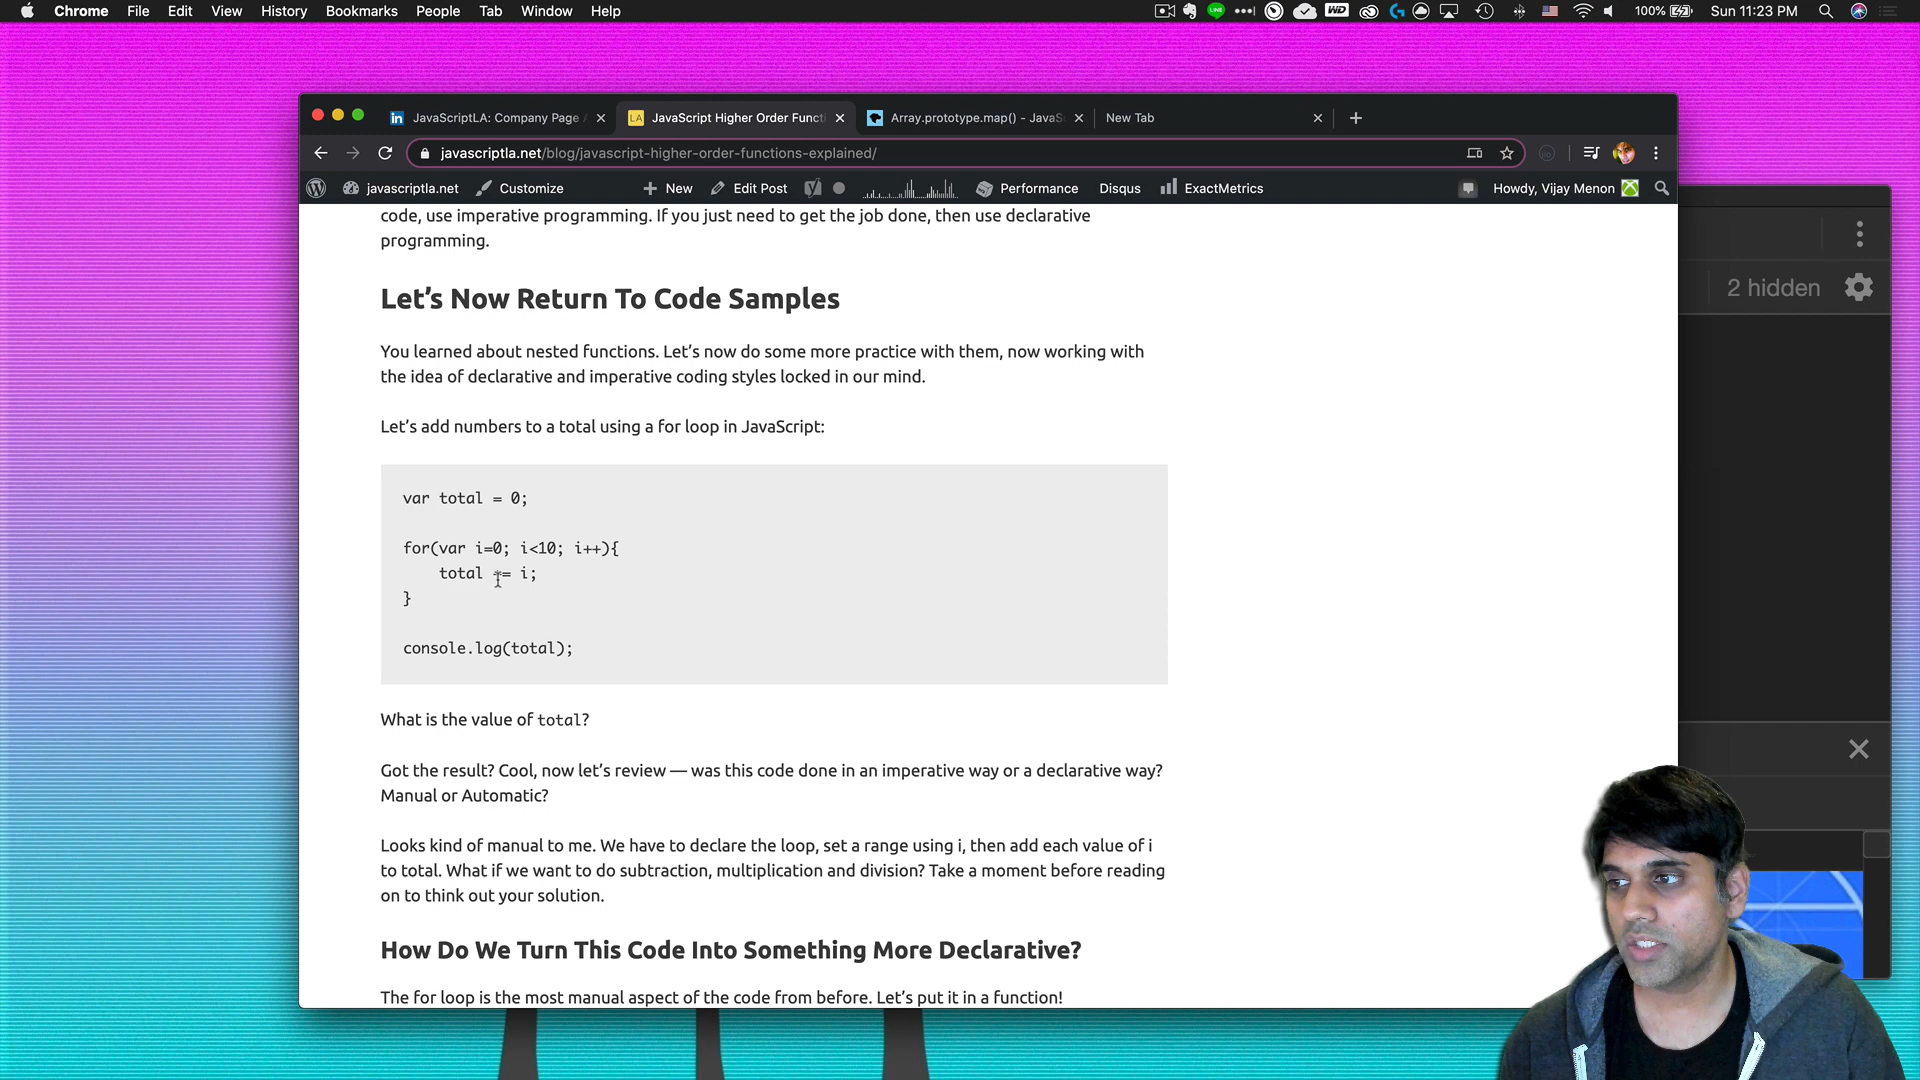 Chrome File Edit View History Bookmarks People Tab Window Help
WD 100% Sun 11:23 PM
JavaScriptLA: Company Page
LA JavaScript Higher Order Functi
Array.prototype.map() - JavaS
New Tab
javascriptla.net/blog/javascript-higher-order-functions-explained/
javascriptla.net Customize New Edit Post Performance Disqus ExactMetrics Howdy, Vijay Menon
code, use imperative programming. If you just need to get the job done, then use declarative
programming.
2 hidden
Let's Now Return To Code Samples
You learned about nested functions. Let's now do some more practice with them, now working with
the idea of declarative and imperative coding styles locked in our mind.
Let's add numbers to a total using a for loop in JavaScript:
var total = 0;
for(var i=0; i<10; i++){
total += i;
}
console.log(total);
What is the value of total?
Got the result? Cool, now let's review — was this code done in an imperative way or a declarative way?
Manual or Automatic?
Looks kind of manual to me. We have to declare the loop, set a range using i, then add each value of i
to total. What if we want to do subtraction, multiplication and division? Take a moment before reading
on to think out your solution.
How Do We Turn This Code Into Something More Declarative?
The for loop is the most manual aspect of the code from before. Let's put it in a function!